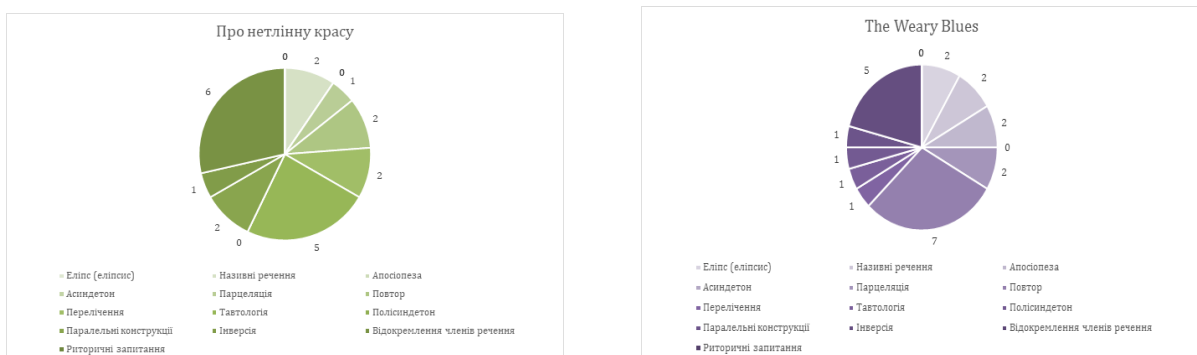 Про нетлінну красу
0
2
0
1
2
2
5
0
2
1
6
Еліпс (еліпсис) Називні речення Апосіопеза
Асиндетон Парцеляція Повтор
Перелічення Тавтологія Полісиндетон
Паралельні конструкції Інверсія Відокремлення членів речення
Риторичні запитання
The Weary Blues
0
2
2
2
0
2
7
1
1
1
1
5
Еліпс (еліпсис) Називні речення Апосіопеза
Асиндетон Парцеляція Повтор
Перелічення Тавтологія Полісиндетон
Паралельні конструкції Інверсія Відокремлення членів речення
Риторичні запитання